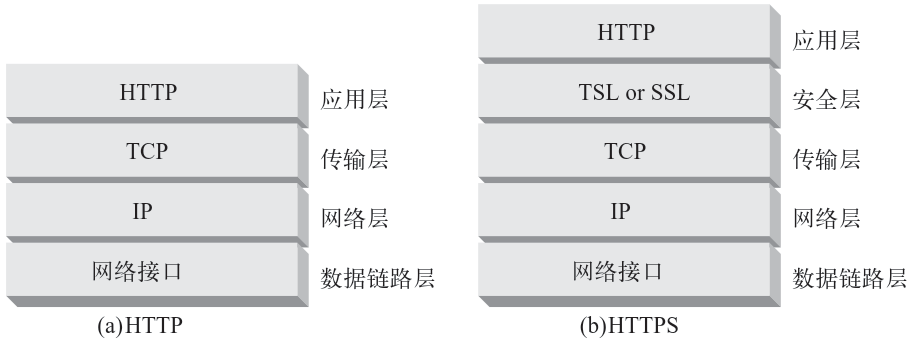 HTTP
应用层
TCP
传输层
IP
网络层
网络接口
数据链路层
(a)HTTP
HTTP
应用层
TSL or SSL
安全层
TCP
传输层
IP
网络层
网络接口
数据链路层
(b)HTTPS